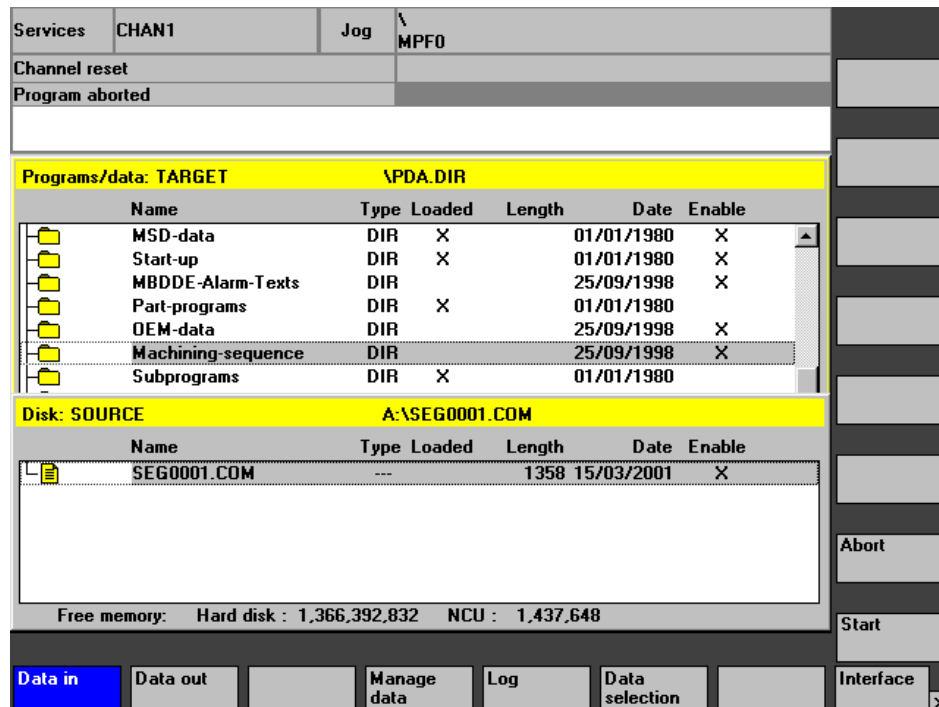 Services CHAN1 Jog \
MPF0
Channel reset
Program aborted
Programs/data: TARGET \PDA.DIR
Name Type Loaded Length Date Enable
MSD-data DIR X 01/01/1980 X
Start-up DIR X 01/01/1980 X
MBDDE-Alarm-Texts DIR 25/09/1998 X
Part-programs DIR X 01/01/1980
OEM-data DIR 25/09/1998 X
Machining-sequence DIR 25/09/1998 X
Subprograms DIR X 01/01/1980
Disk: SOURCE A:\SEG0001.COM
Name Type Loaded Length Date Enable
SEG0001.COM --- 1358 15/03/2001 X
Free memory: Hard disk : 1,366,392,832 NCU : 1,437,648
Abort
Start
Data in Data out Manage data Log Data selection Interface